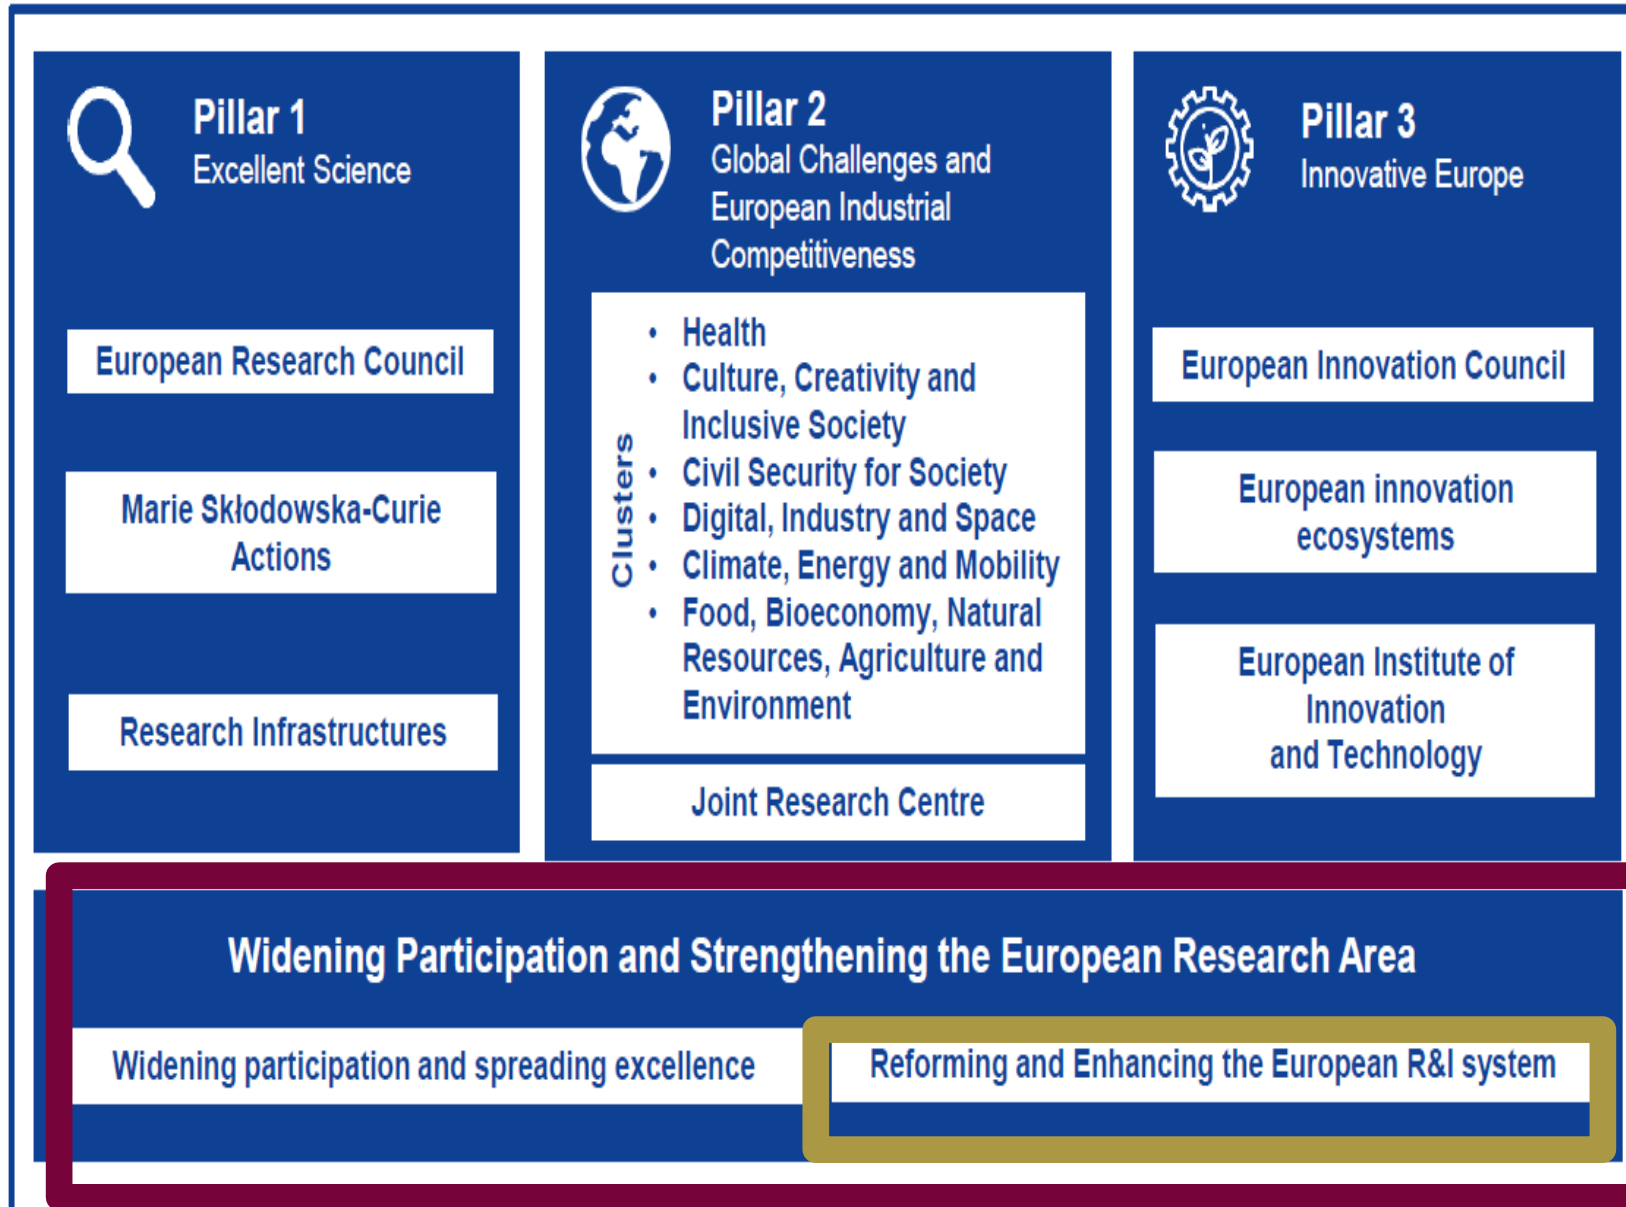 Pillar 1
Excellent Science
European Research Council
Marie Skłodowska-Curie
Actions
Research Infrastructures
Pillar 2
Global Challenges and
European Industrial
Competitiveness
Clusters
• Health
• Culture, Creativity and
Inclusive Society
• Civil Security for Society
• Digital, Industry and Space
• Climate, Energy and Mobility
• Food, Bioeconomy, Natural
Resources, Agriculture and
Environment
Joint Research Centre
Pillar 3
Innovative Europe
European Innovation Council
European innovation
ecosystems
European Institute of
Innovation
and Technology
Widening Participation and Strengthening the European Research Area
Widening participation and spreading excellence
Reforming and Enhancing the European R&I system